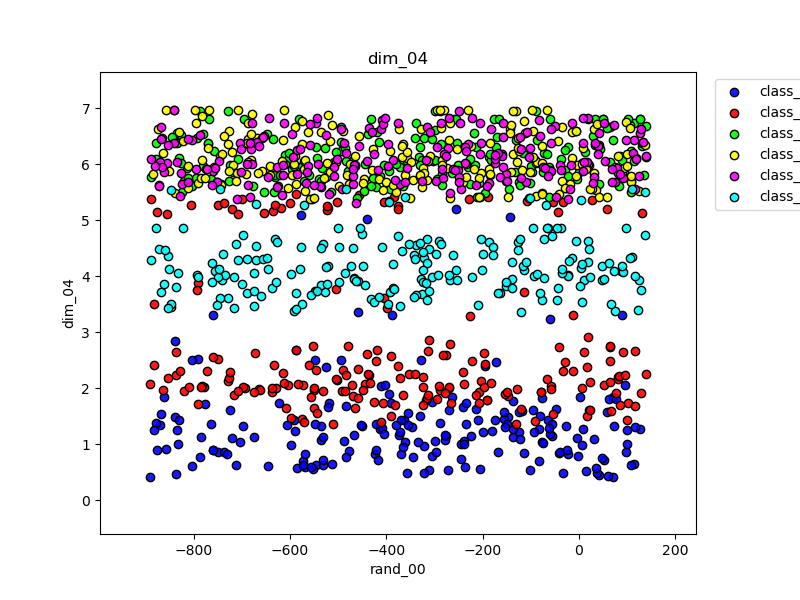 dim_04
7
6
5
4
3
2
1
0
dim_04
−800
−600
−400
−200
0
200
rand_00
class_
class_
class_
class_
class_
class_